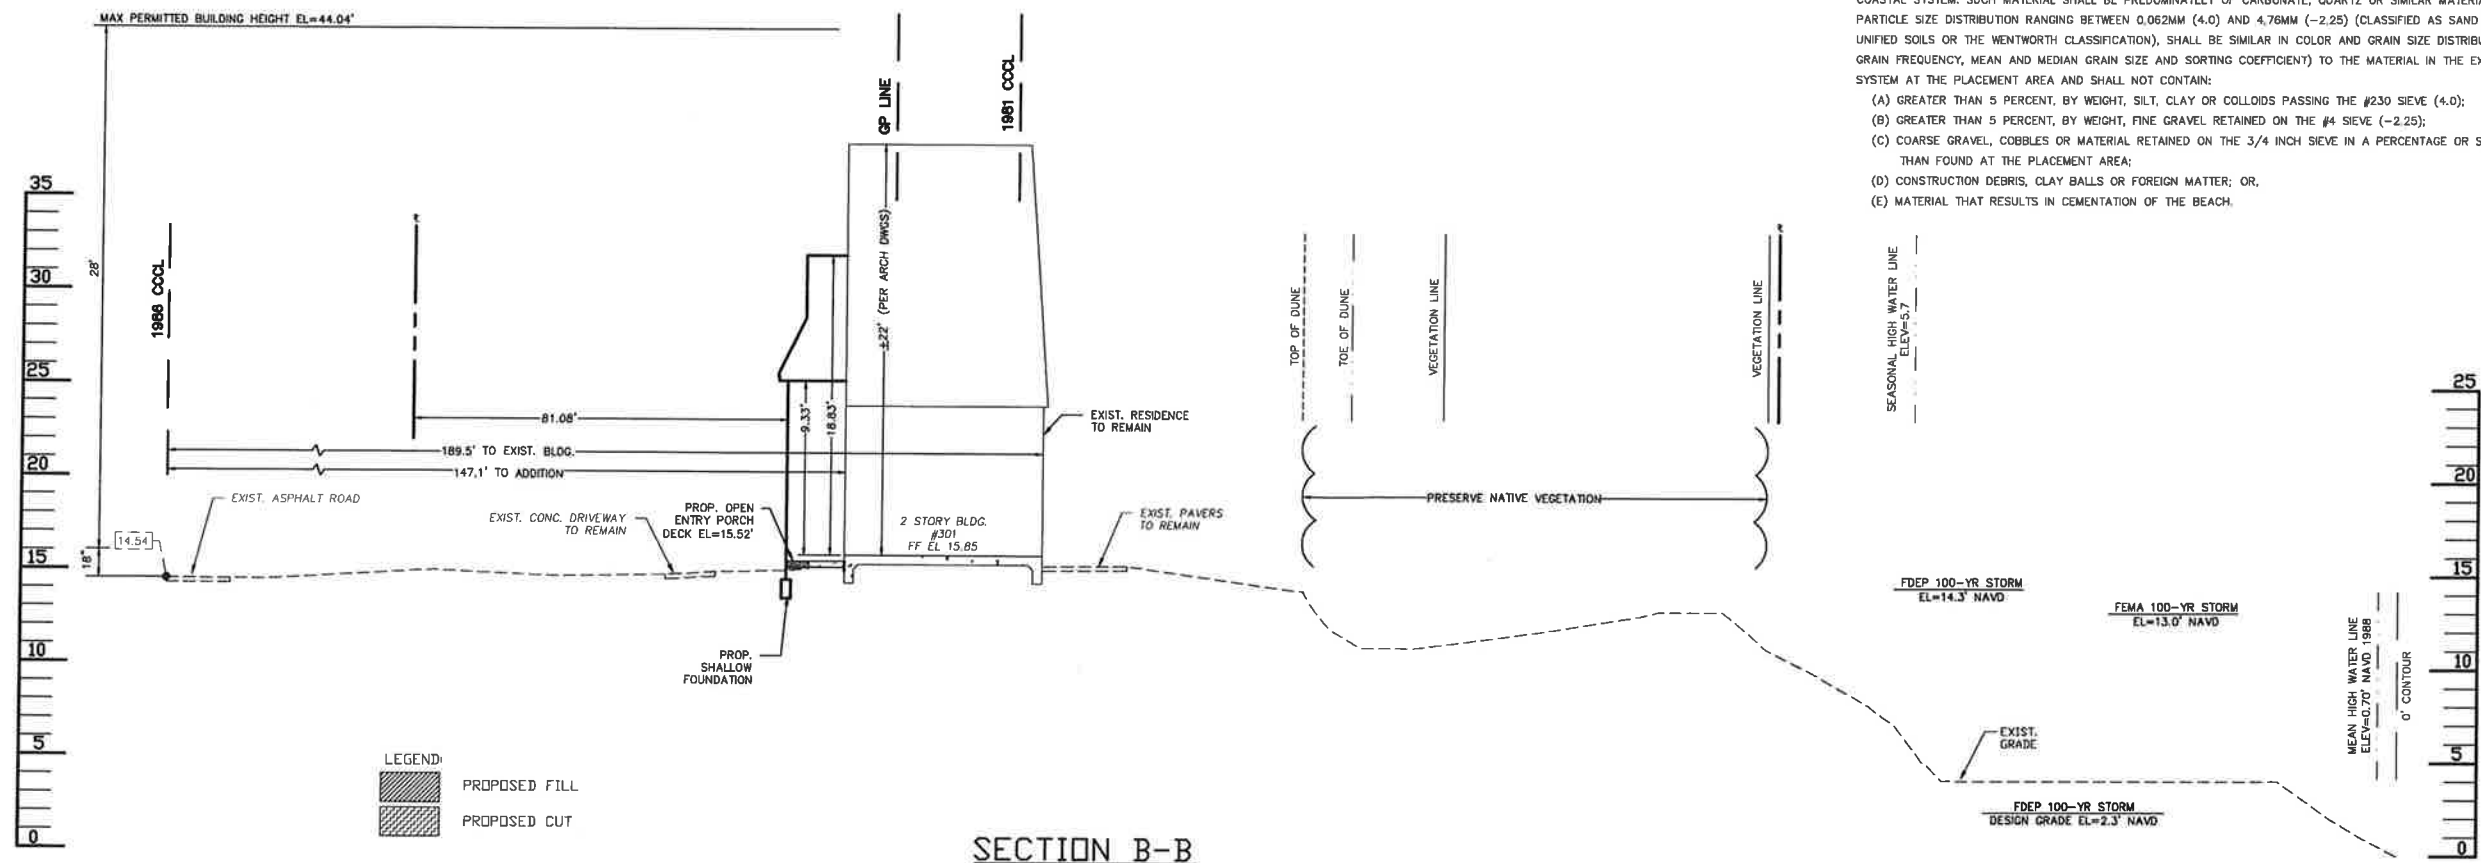 MAX PERMITTED BUILDING HEIGHT EL=44.04'
COASTAL SYSTEM. SUCH MATERIAL SHALL BE PREDOMINATELY OF CARBONATE, QUARTZ OR SIMILAR MATERIA
PARTICLE SIZE DISTRIBUTION RANGING BETWEEN 0.062MM (4.0) AND 4.76MM (-2.25) (CLASSIFIED AS SAND
UNIFIED SOILS OR THE WENTWORTH CLASSIFICATION), SHALL BE SIMILAR IN COLOR AND GRAIN SIZE DISTRIBU
GRAIN FREQUENCY, MEAN AND MEDIAN GRAIN SIZE AND SORTING COEFFICIENT) TO THE MATERIAL IN THE EX
SYSTEM AT THE PLACEMENT AREA AND SHALL NOT CONTAIN:
(A) GREATER THAN 5 PERCENT, BY WEIGHT, SILT, CLAY OR COLLOIDS PASSING THE #230 SIEVE (4.0);
(B) GREATER THAN 5 PERCENT, BY WEIGHT, FINE GRAVEL RETAINED ON THE #4 SIEVE (-2.25);
(C) COARSE GRAVEL, COBBLES OR MATERIAL RETAINED ON THE 3/4 INCH SIEVE IN A PERCENTAGE OR S
THAN FOUND AT THE PLACEMENT AREA;
(D) CONSTRUCTION DEBRIS, CLAY BALLS OR FOREIGN MATTER; OR,
(E) MATERIAL THAT RESULTS IN CEMENTATION OF THE BEACH.
35
30
25
20
15
10
5
0
28'
18"
14.54
1986 CCCL
GP LINE
1981 CCCL
±22' (PER ARCH DWGS)
81.08'
9.33'
18.83'
189.5' TO EXIST. BLDG.
147.1' TO ADDITION
EXIST. ASPHALT ROAD
EXIST. CONC. DRIVEWAY
TO REMAIN
PROP. OPEN
ENTRY PORCH
DECK EL=15.52'
2 STORY BLDG.
#301
FF EL 15.85
EXIST. RESIDENCE
TO REMAIN
EXIST. PAVERS
TO REMAIN
PROP.
SHALLOW
FOUNDATION
TOP OF DUNE
TOE OF DUNE
VEGETATION LINE
VEGETATION LINE
SEASONAL HIGH WATER LINE
ELEV=5.7
PRESERVE NATIVE VEGETATION
FDEP 100-YR STORM
EL=14.3' NAVD
FEMA 100-YR STORM
EL=13.0' NAVD
MEAN HIGH WATER LINE
ELEV=0.70' NAVD 1988
0' CONTOUR
EXIST.
GRADE
FDEP 100-YR STORM
DESIGN GRADE EL=2.3' NAVD
25
20
15
10
5
0
LEGEND:
PROPOSED FILL
PROPOSED CUT
SECTION B-B